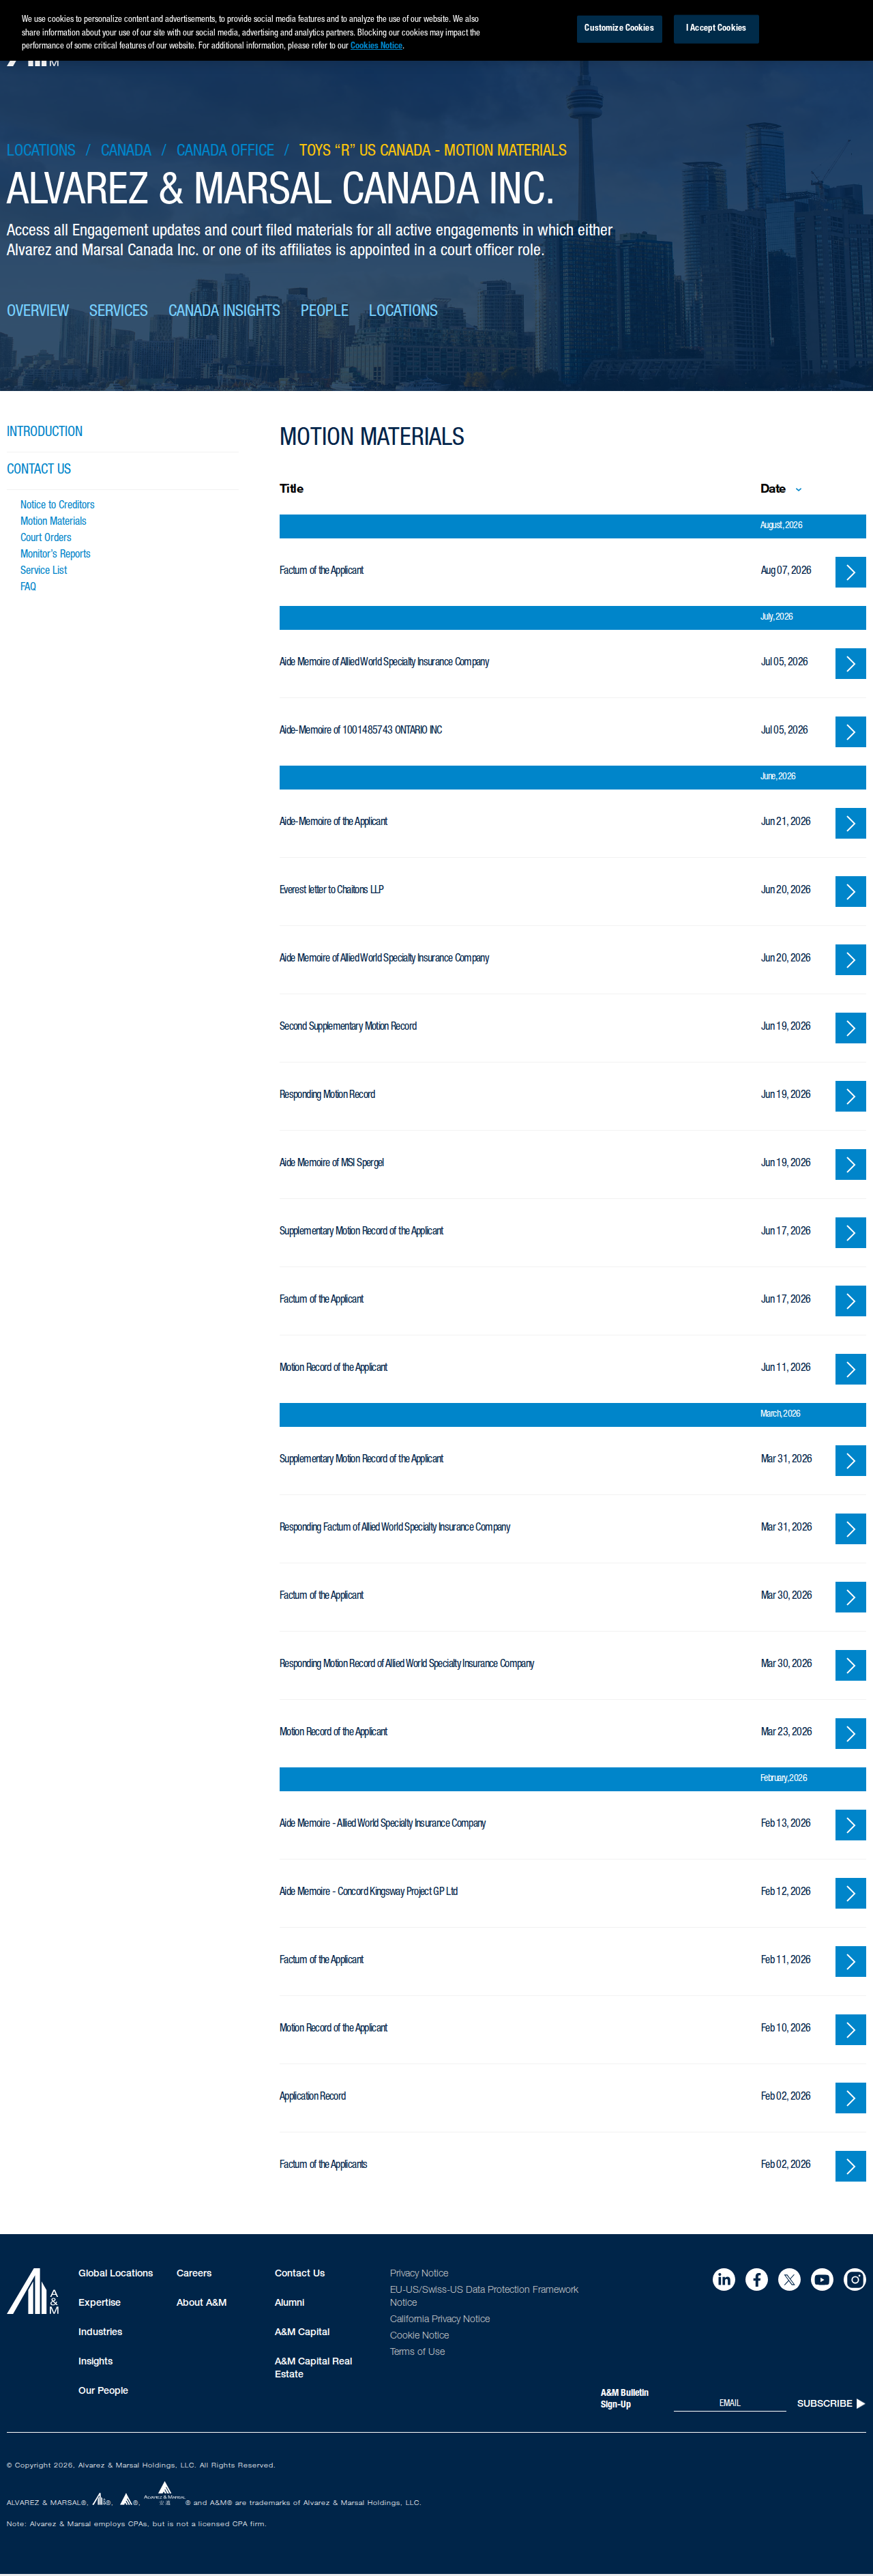 We use cookies to personalize content and advertisements, to provide social media features and to analyze the use of our website. We also
share information about your use of our site with our social media, advertising and analytics partners. Blocking our cookies may impact the
performance of some critical features of our website. For additional information, please refer to our Cookies Notice.
Customize Cookies
I Accept Cookies
M
LOCATIONS / CANADA / CANADA OFFICE / TOYS “R” US CANADA - MOTION MATERIALS
ALVAREZ & MARSAL CANADA INC.
Access all Engagement updates and court filed materials for all active engagements in which either
Alvarez and Marsal Canada Inc. or one of its affiliates is appointed in a court officer role.
OVERVIEW SERVICES CANADA INSIGHTS PEOPLE LOCATIONS
INTRODUCTION
CONTACT US
Notice to Creditors
Motion Materials
Court Orders
Monitor’s Reports
Service List
FAQ
MOTION MATERIALS
Title Date
August, 2026
Factum of the Applicant Aug 07, 2026
July, 2026
Aide Memoire of Allied World Specialty Insurance Company Jul 05, 2026
Aide-Memoire of 1001485743 ONTARIO INC Jul 05, 2026
June, 2026
Aide-Memoire of the Applicant Jun 21, 2026
Everest letter to Chaitons LLP Jun 20, 2026
Aide Memoire of Allied World Specialty Insurance Company Jun 20, 2026
Second Supplementary Motion Record Jun 19, 2026
Responding Motion Record Jun 19, 2026
Aide Memoire of MSI Spergel Jun 19, 2026
Supplementary Motion Record of the Applicant Jun 17, 2026
Factum of the Applicant Jun 17, 2026
Motion Record of the Applicant Jun 11, 2026
March, 2026
Supplementary Motion Record of the Applicant Mar 31, 2026
Responding Factum of Allied World Specialty Insurance Company Mar 31, 2026
Factum of the Applicant Mar 30, 2026
Responding Motion Record of Allied World Specialty Insurance Company Mar 30, 2026
Motion Record of the Applicant Mar 23, 2026
February, 2026
Aide Memoire - Allied World Specialty Insurance Company Feb 13, 2026
Aide Memoire - Concord Kingsway Project GP Ltd Feb 12, 2026
Factum of the Applicant Feb 11, 2026
Motion Record of the Applicant Feb 10, 2026
Application Record Feb 02, 2026
Factum of the Applicants Feb 02, 2026
A&M
Global Locations
Expertise
Industries
Insights
Our People
Careers
About A&M
Contact Us
Alumni
A&M Capital
A&M Capital Real
Estate
Privacy Notice
EU-US/Swiss-US Data Protection Framework
Notice
California Privacy Notice
Cookie Notice
Terms of Use
A&M Bulletin
Sign-Up
EMAIL
SUBSCRIBE
© Copyright 2026, Alvarez & Marsal Holdings, LLC. All Rights Reserved.
ALVAREZ & MARSAL®, ®, ®, ALVAREZ & MARSAL ® and A&M® are trademarks of Alvarez & Marsal Holdings, LLC.
Note: Alvarez & Marsal employs CPAs, but is not a licensed CPA firm.